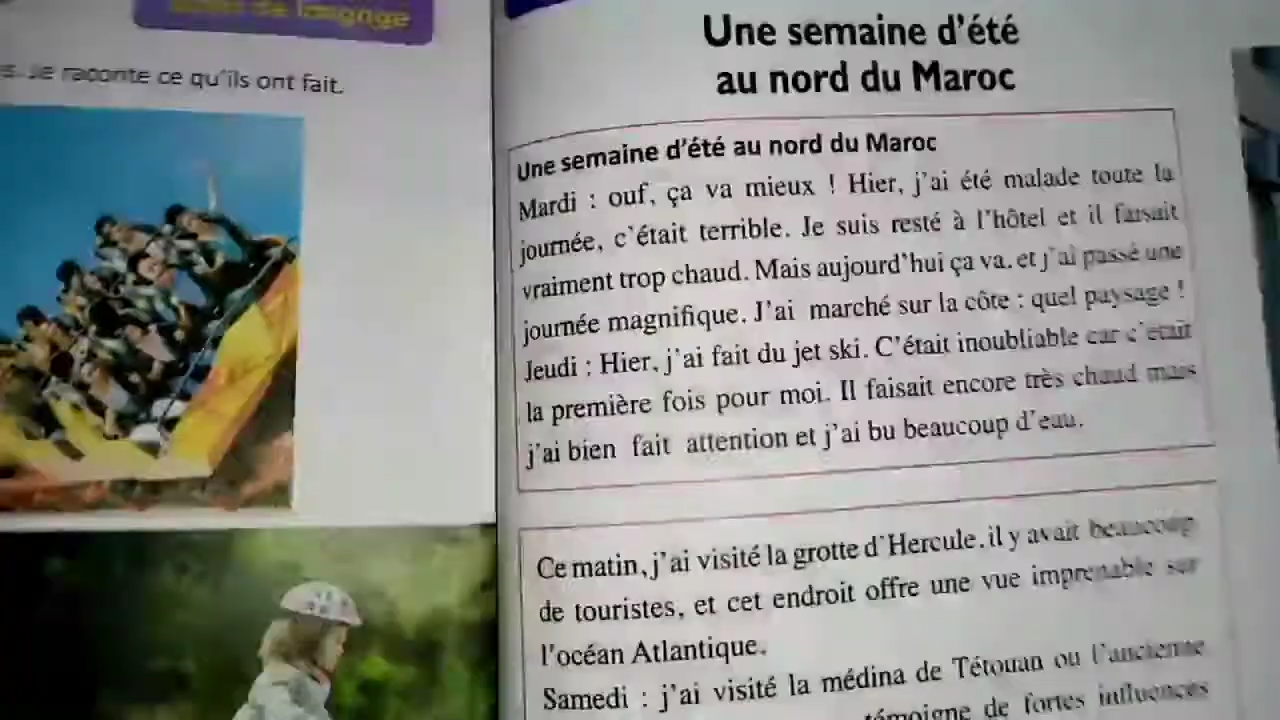 de langage
Je raconte ce qu'ils ont fait.
Une semaine d'été
au nord du Maroc
Une semaine d'été au nord du Maroc
Mardi : ouf, ça va mieux ! Hier, j'ai été malade toute la
journée, c'était terrible. Je suis resté à l'hôtel et il faisait
vraiment trop chaud. Mais aujourd'hui ça va, et j'ai passé une
journée magnifique. J'ai marché sur la côte : quel paysage !
Jeudi : Hier, j'ai fait du jet ski. C'était inoubliable car c'était
la première fois pour moi. Il faisait encore très chaud mais
j'ai bien fait attention et j'ai bu beaucoup d'eau.
Ce matin, j'ai visité la grotte d'Hercule, il y avait beaucoup
de touristes, et cet endroit offre une vue imprenable sur
l'océan Atlantique.
Samedi : j'ai visité la médina de Tétouan ou l'ancienne
témoigne de fortes influences